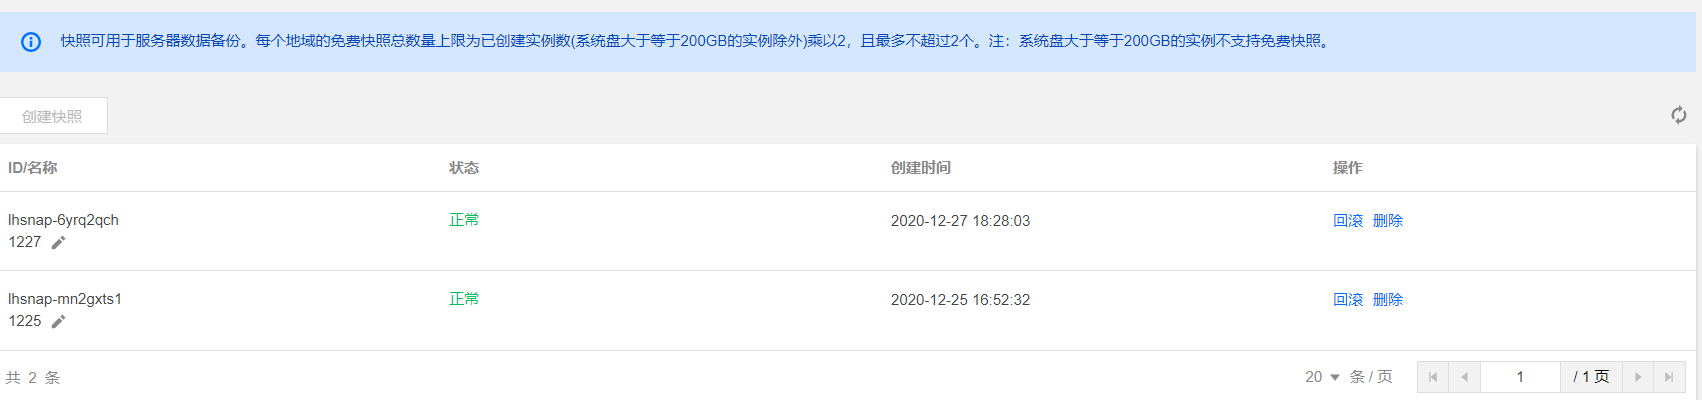 快照可用于服务器数据备份。每个地域的免费快照总数量上限为已创建实例数(系统盘大于等于200GB的实例除外)乘以2，且最多不超过2个。注：系统盘大于等于200GB的实例不支持免费快照。
创建快照
ID/名称 状态 创建时间 操作
lhsnap-6yrq2qch 正常 2020-12-27 18:28:03 回滚 删除
1227
lhsnap-mn2gxts1 正常 2020-12-25 16:52:32 回滚 删除
1225
共 2 条 20 条 / 页 1 / 1 页